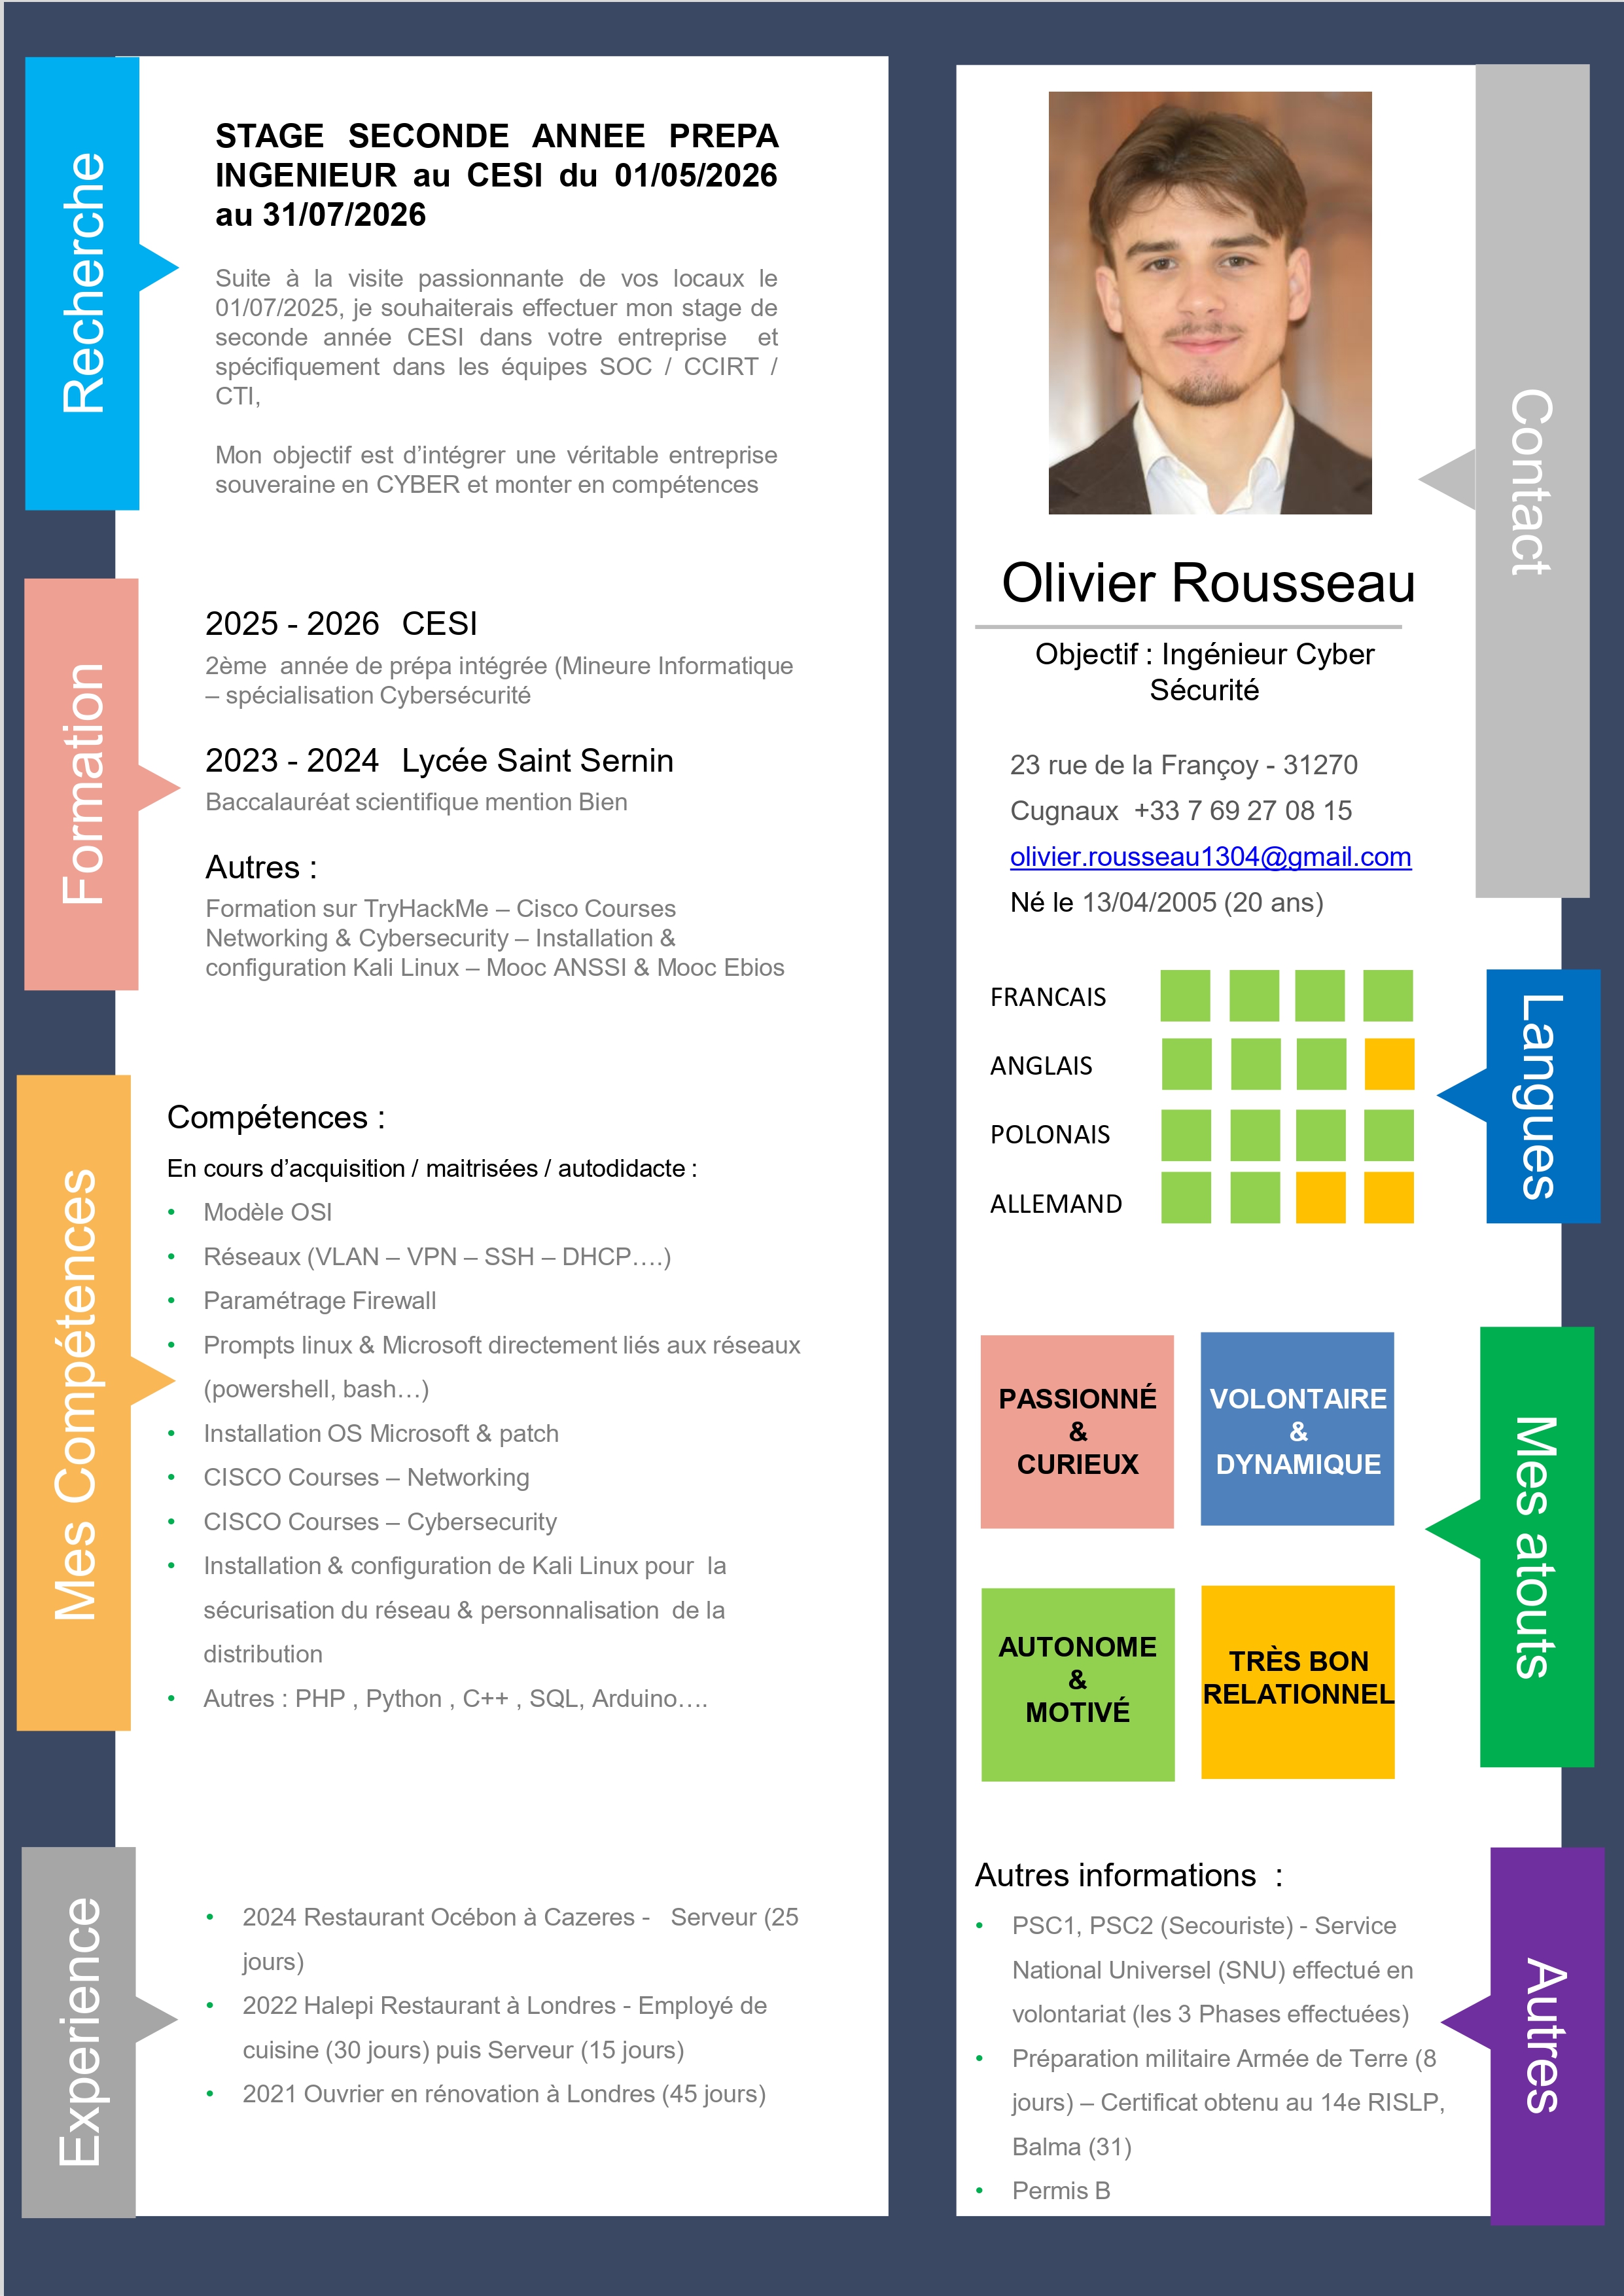 Recherche
STAGE SECONDE ANNEE PREPA
INGENIEUR au CESI du 01/05/2026
au 31/07/2026
Suite à la visite passionnante de vos locaux le
01/07/2025, je souhaiterais effectuer mon stage de
seconde année CESI dans votre entreprise et
spécifiquement dans les équipes SOC / CCIRT /
CTI,
Mon objectif est d’intégrer une véritable entreprise
souveraine en CYBER et monter en compétences
Formation
2025 - 2026 CESI
2ème année de prépa intégrée (Mineure Informatique
– spécialisation Cybersécurité
2023 - 2024 Lycée Saint Sernin
Baccalauréat scientifique mention Bien
Autres :
Formation sur TryHackMe – Cisco Courses
Networking & Cybersecurity – Installation &
configuration Kali Linux – Mooc ANSSI & Mooc Ebios
Mes Compétences
Compétences :
En cours d’acquisition / maitrisées / autodidacte :
• Modèle OSI
• Réseaux (VLAN – VPN – SSH – DHCP….)
• Paramétrage Firewall
• Prompts linux & Microsoft directement liés aux réseaux
(powershell, bash…)
• Installation OS Microsoft & patch
• CISCO Courses – Networking
• CISCO Courses – Cybersecurity
• Installation & configuration de Kali Linux pour la
sécurisation du réseau & personnalisation de la
distribution
• Autres : PHP , Python , C++ , SQL, Arduino….
Experience
• 2024 Restaurant Océbon à Cazeres - Serveur (25
jours)
• 2022 Halepi Restaurant à Londres - Employé de
cuisine (30 jours) puis Serveur (15 jours)
• 2021 Ouvrier en rénovation à Londres (45 jours)
Contact
Olivier Rousseau
Objectif : Ingénieur Cyber
Sécurité
23 rue de la Françoy - 31270
Cugnaux +33 7 69 27 08 15
olivier.rousseau1304@gmail.com
Né le 13/04/2005 (20 ans)
Langues
FRANCAIS
ANGLAIS
POLONAIS
ALLEMAND
Mes atouts
PASSIONNÉ
&
CURIEUX
VOLONTAIRE
&
DYNAMIQUE
AUTONOME
&
MOTIVÉ
TRÈS BON
RELATIONNEL
Autres
Autres informations :
• PSC1, PSC2 (Secouriste) - Service
National Universel (SNU) effectué en
volontariat (les 3 Phases effectuées)
• Préparation militaire Armée de Terre (8
jours) – Certificat obtenu au 14e RISLP,
Balma (31)
• Permis B